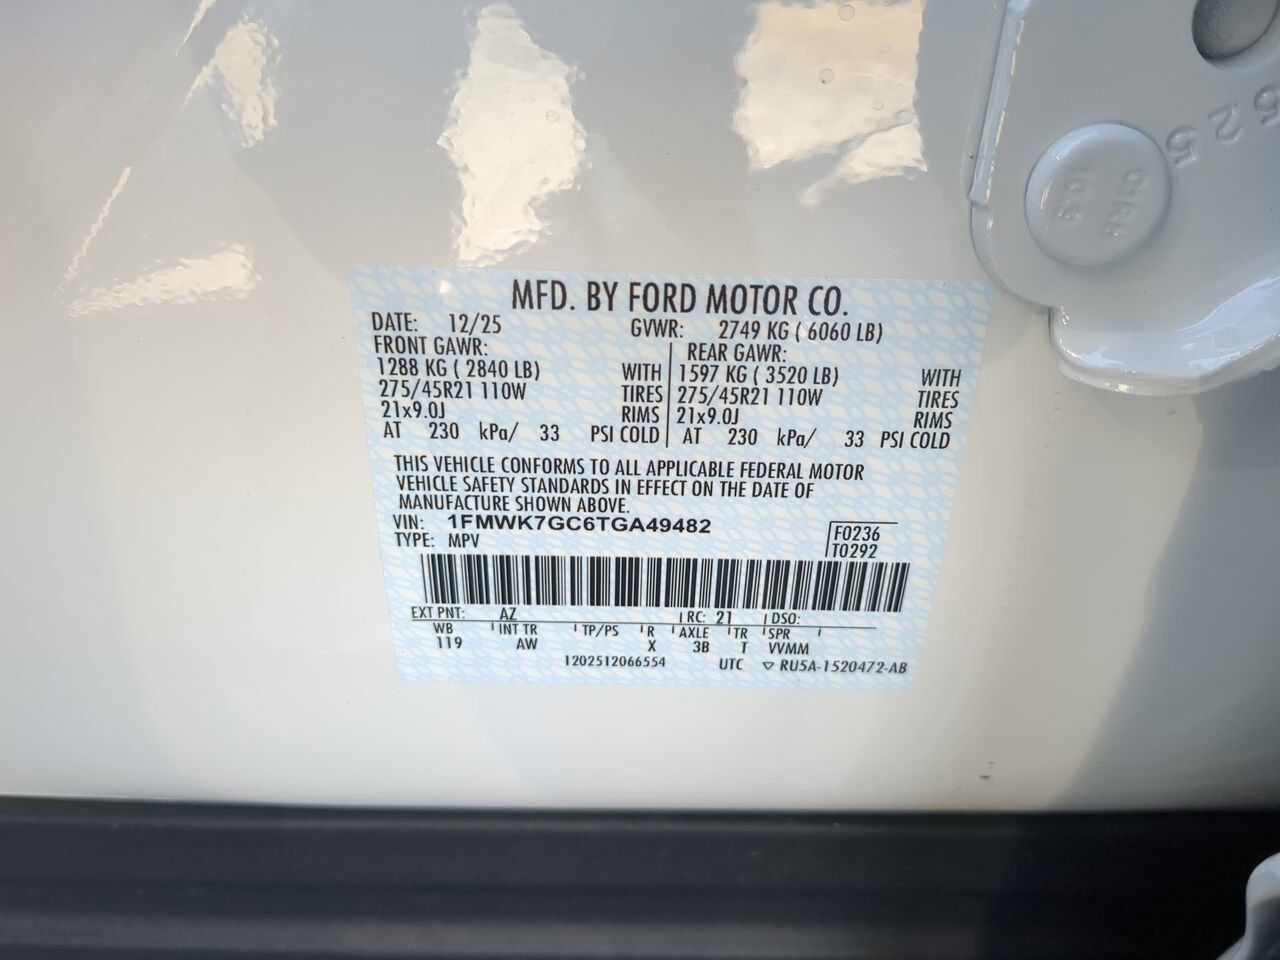 MFD. BY FORD MOTOR CO.
DATE: 12/25 GVWR: 2749 KG ( 6060 LB)
FRONT GAWR: REAR GAWR:
1288 KG ( 2840 LB) WITH 1597 KG ( 3520 LB) WITH
275/45R21 110W TIRES 275/45R21 110W TIRES
21x9.0J RIMS 21x9.0J RIMS
AT 230 kPa/ 33 PSI COLD AT 230 kPa/ 33 PSI COLD
THIS VEHICLE CONFORMS TO ALL APPLICABLE FEDERAL MOTOR
VEHICLE SAFETY STANDARDS IN EFFECT ON THE DATE OF
MANUFACTURE SHOWN ABOVE.
VIN: 1FMWK7GC6TGA49482 F0236
TYPE: MPV T0292
EXT PNT: AZ RC: 21 DSO:
WB INT TR TP/PS R AXLE TR SPR
119 AW X 3B T VVMM
1202512066554 UTC ▽ RU5A-1520472-AB
525
10.9